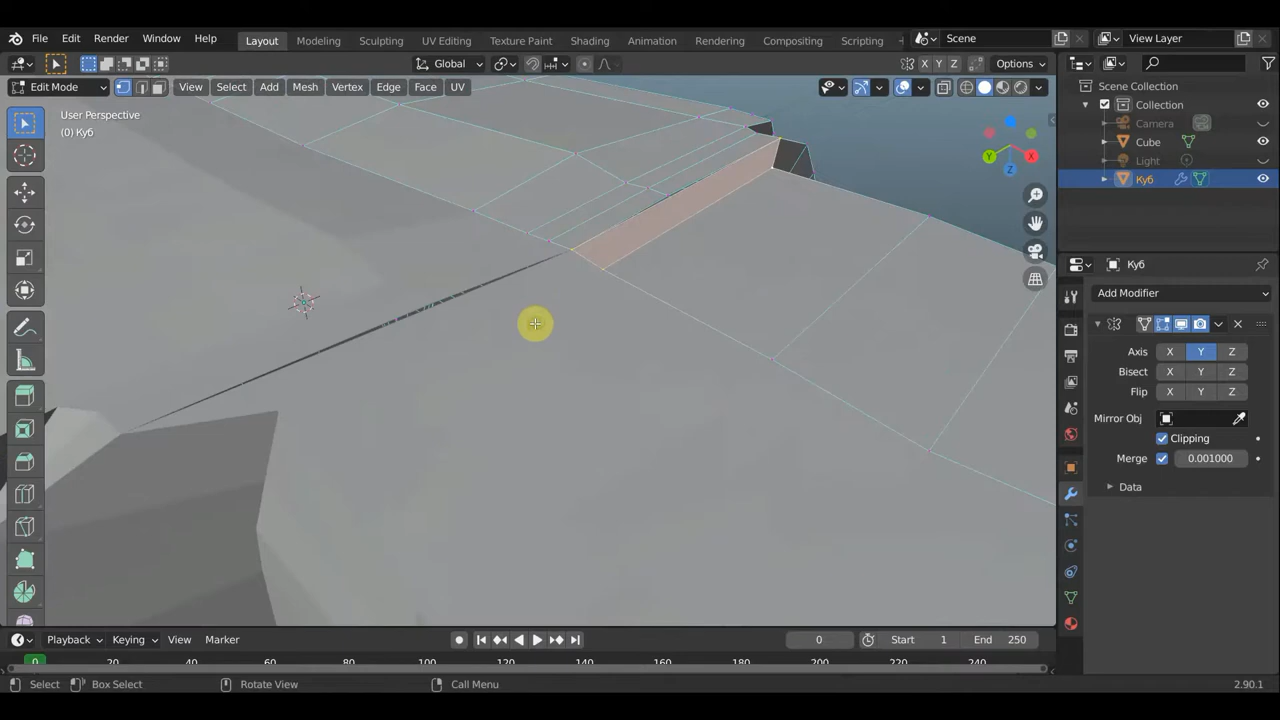 File Edit Render Window Help Layout Modeling Sculpting UV Editing Texture Paint Shading Animation Rendering Compositing Scripting Scene View Layer
Global X Y Z Options
Edit Mode View Select Add Mesh Vertex Edge Face UV
User Perspective
(0) Куб
Scene Collection
Collection
Camera
Cube
Light
Куб
Куб
Add Modifier
Axis X Y Z
Bisect X Y Z
Flip X Y Z
Mirror Obj
Clipping
Merge 0.001000
Data
X
Y
Z
Playback Keying View Marker 0 Start 1 End 250
0 20 40 60 80 100 120 140 160 180 200 220 240
Select Box Select Rotate View Call Menu 2.90.1